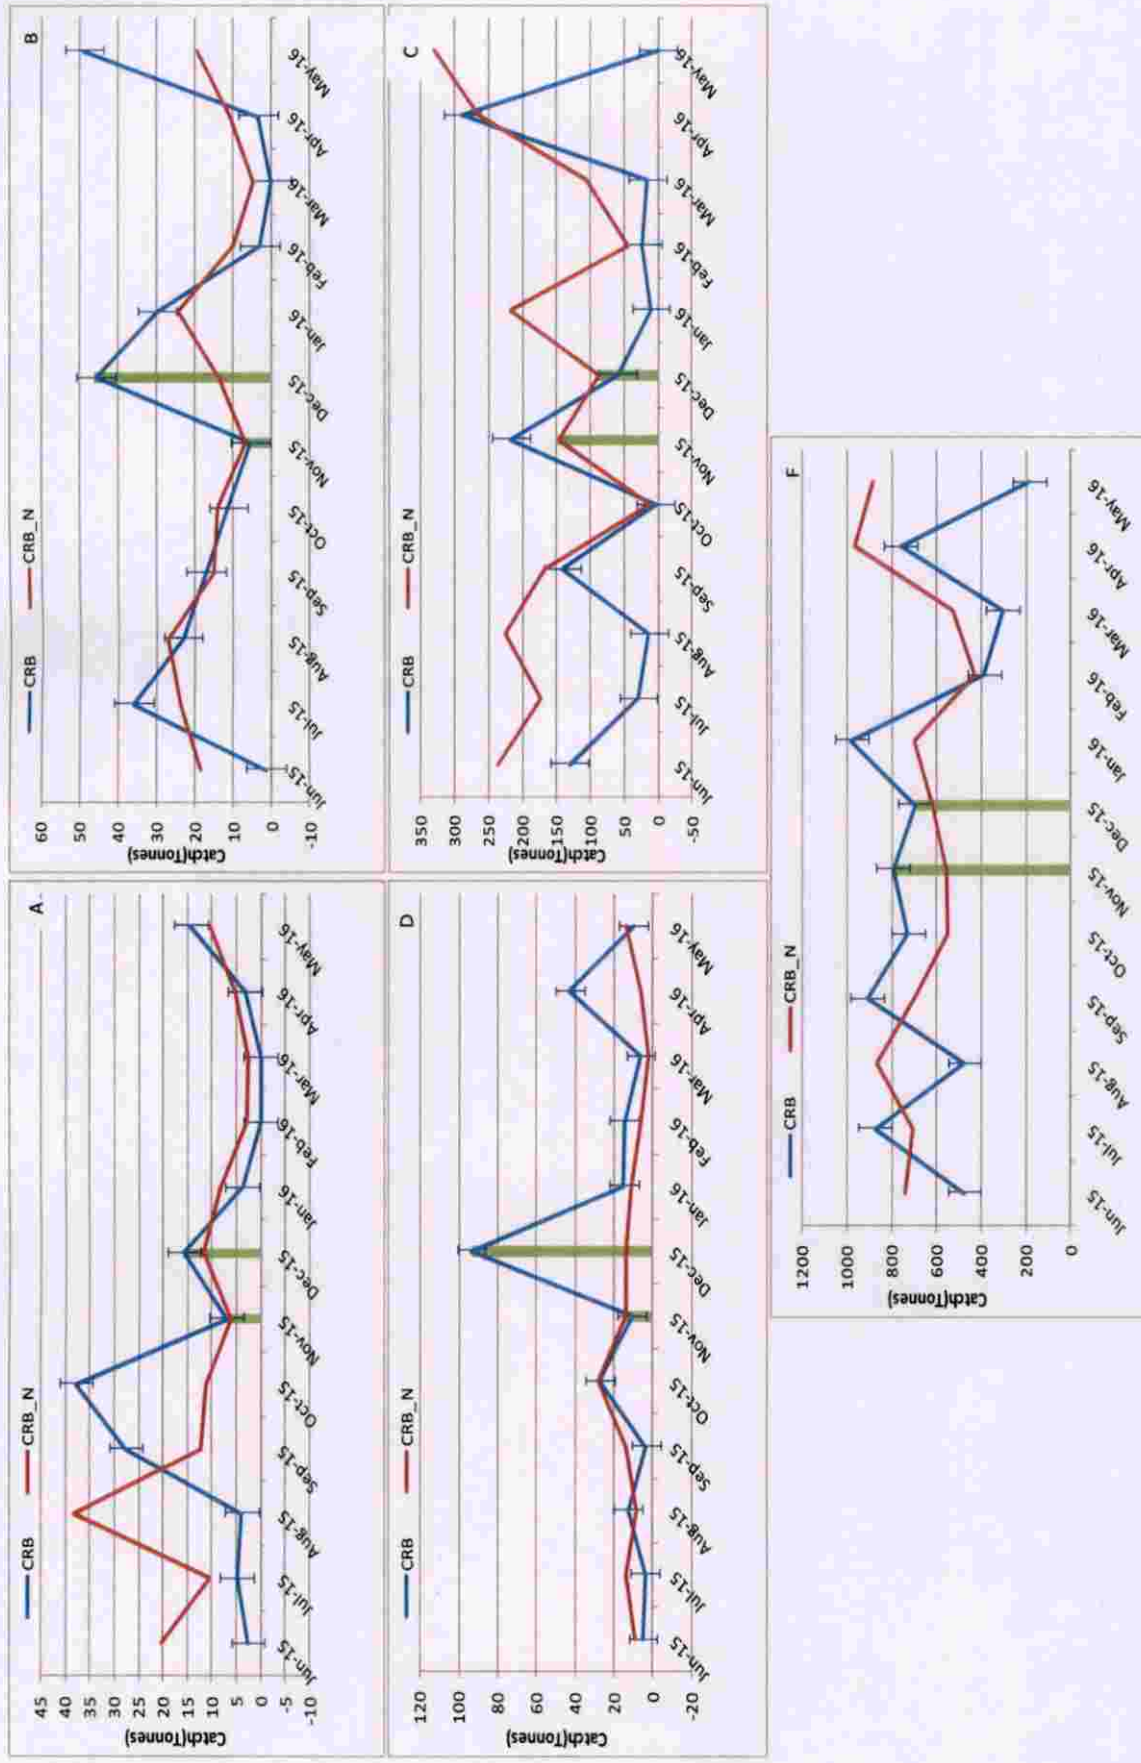 A
CRB CRB_N
Catch(Tonnes)
45
40
35
30
25
20
15
10
5
0
-5
-10
Jun-15 Jul-15 Aug-15 Sep-15 Oct-15 Nov-15 Dec-15 Jan-16 Feb-16 Mar-16 Apr-16 May-16
B
CRB CRB_N
Catch(Tonnes)
60
50
40
30
20
10
0
-10
Jun-15 Jul-15 Aug-15 Sep-15 Oct-15 Nov-15 Dec-15 Jan-16 Feb-16 Mar-16 Apr-16 May-16
D
CRB CRB_N
Catch(Tonnes)
120
100
80
60
40
20
0
-20
Jun-15 Jul-15 Aug-15 Sep-15 Oct-15 Nov-15 Dec-15 Jan-16 Feb-16 Mar-16 Apr-16 May-16
C
CRB CRB_N
Catch(Tonnes)
350
300
250
200
150
100
50
0
-50
Jun-15 Jul-15 Aug-15 Sep-15 Oct-15 Nov-15 Dec-15 Jan-16 Feb-16 Mar-16 Apr-16 May-16
F
CRB CRB_N
Catch(Tonnes)
1200
1000
800
600
400
200
0
Jun-15 Jul-15 Aug-15 Sep-15 Oct-15 Nov-15 Dec-15 Jan-16 Feb-16 Mar-16 Apr-16 May-16